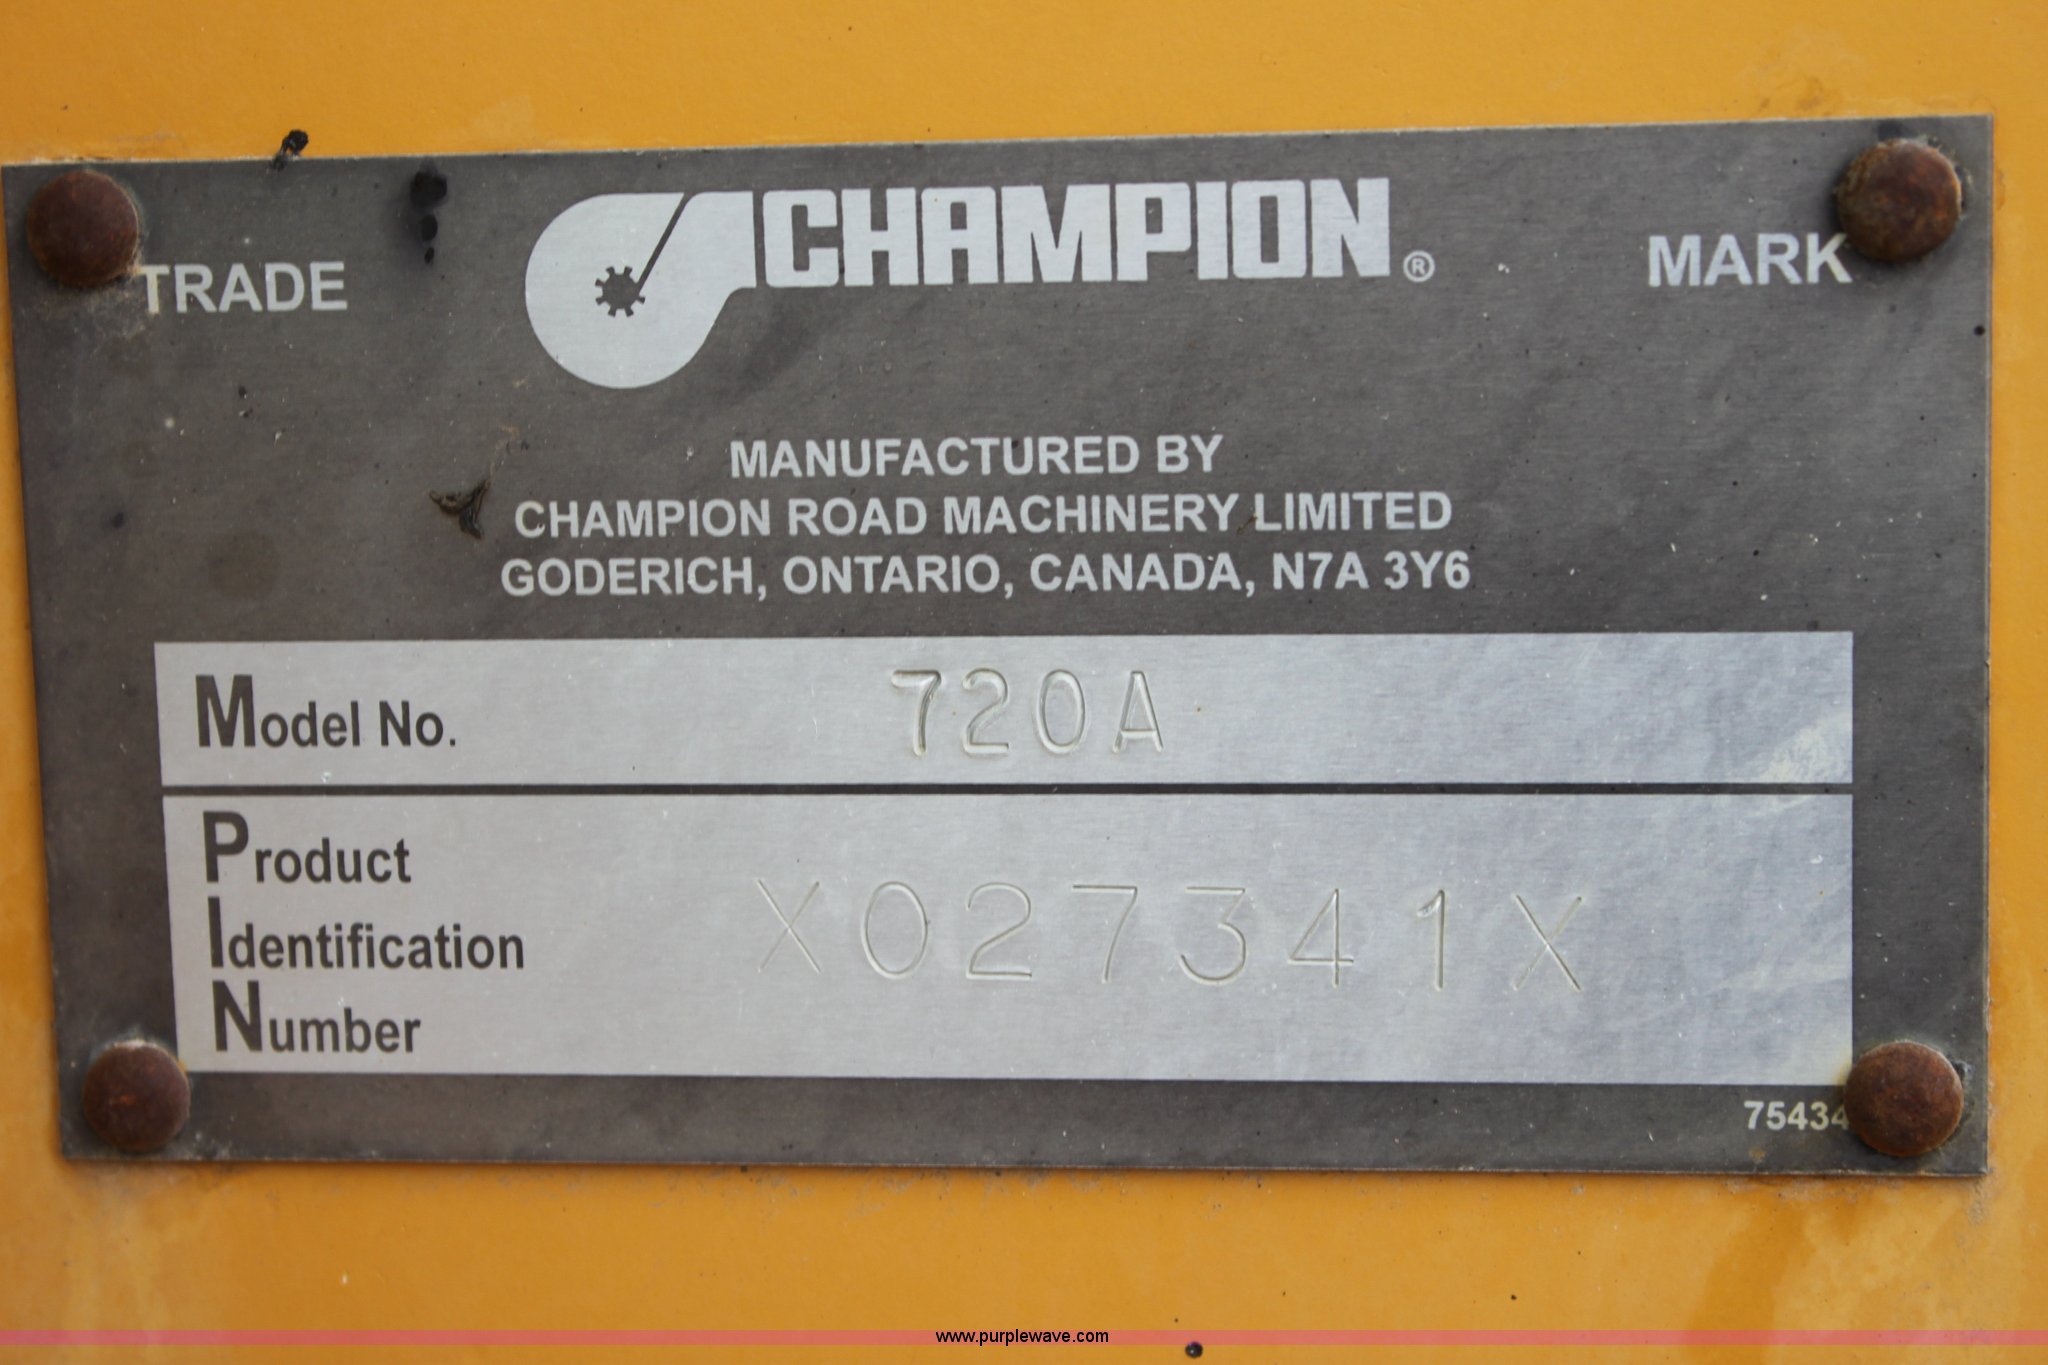 TRADE CHAMPION® MARK
MANUFACTURED BY
CHAMPION ROAD MACHINERY LIMITED
GODERICH, ONTARIO, CANADA, N7A 3Y6
Model No. 720A
Product
Identification X027341X
Number
75434
www.purplewave.com